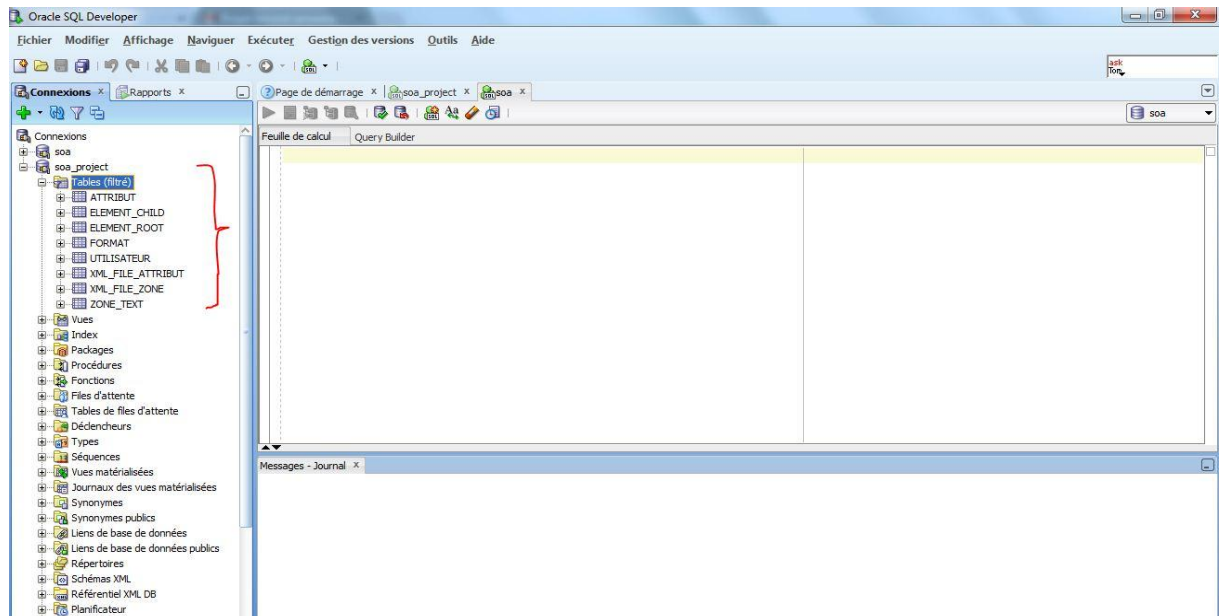 Oracle SQL Developer
Fichier Modifier Affichage Naviguer Exécuter Gestion des versions Outils Aide
ask
Tom
Connexions x Rapports x
Page de démarrage x soa_project x soa x
soa
Feuille de calcul Query Builder
Connexions
soa
soa_project
Tables (filtré)
ATTRIBUT
ELEMENT_CHILD
ELEMENT_ROOT
FORMAT
UTILISATEUR
XML_FILE_ATTRIBUT
XML_FILE_ZONE
ZONE_TEXT
Vues
Index
Packages
Procédures
Fonctions
Files d'attente
Tables de files d'attente
Déclencheurs
Types
Séquences
Vues matérialisées
Journaux des vues matérialisées
Synonymes
Synonymes publics
Liens de base de données
Liens de base de données publics
Répertoires
Schémas XML
Référentiel XML DB
Planificateur
Messages - Journal x